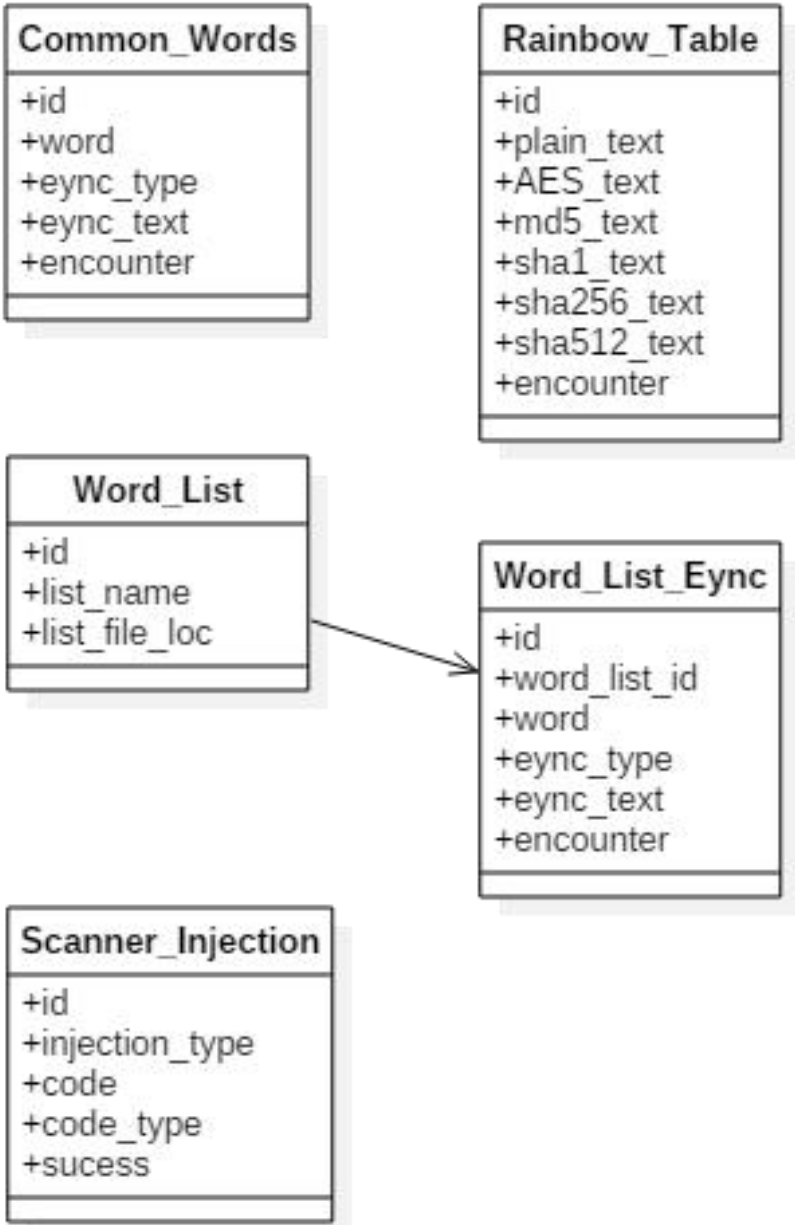 Common_Words
+id
+word
+eync_type
+eync_text
+encounter
Rainbow_Table
+id
+plain_text
+AES_text
+md5_text
+sha1_text
+sha256_text
+sha512_text
+encounter
Word_List
+id
+list_name
+list_file_loc
Word_List_Eync
+id
+word_list_id
+word
+eync_type
+eync_text
+encounter
Scanner_Injection
+id
+injection_type
+code
+code_type
+sucess